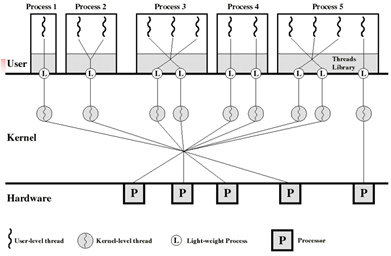 Process 1 Process 2 Process 3 Process 4 Process 5
User
Threads
Library
L L L L L L L L L
Kernel
Hardware
P P P P P
User-level thread Kernel-level thread L Light-weight Process P Processor